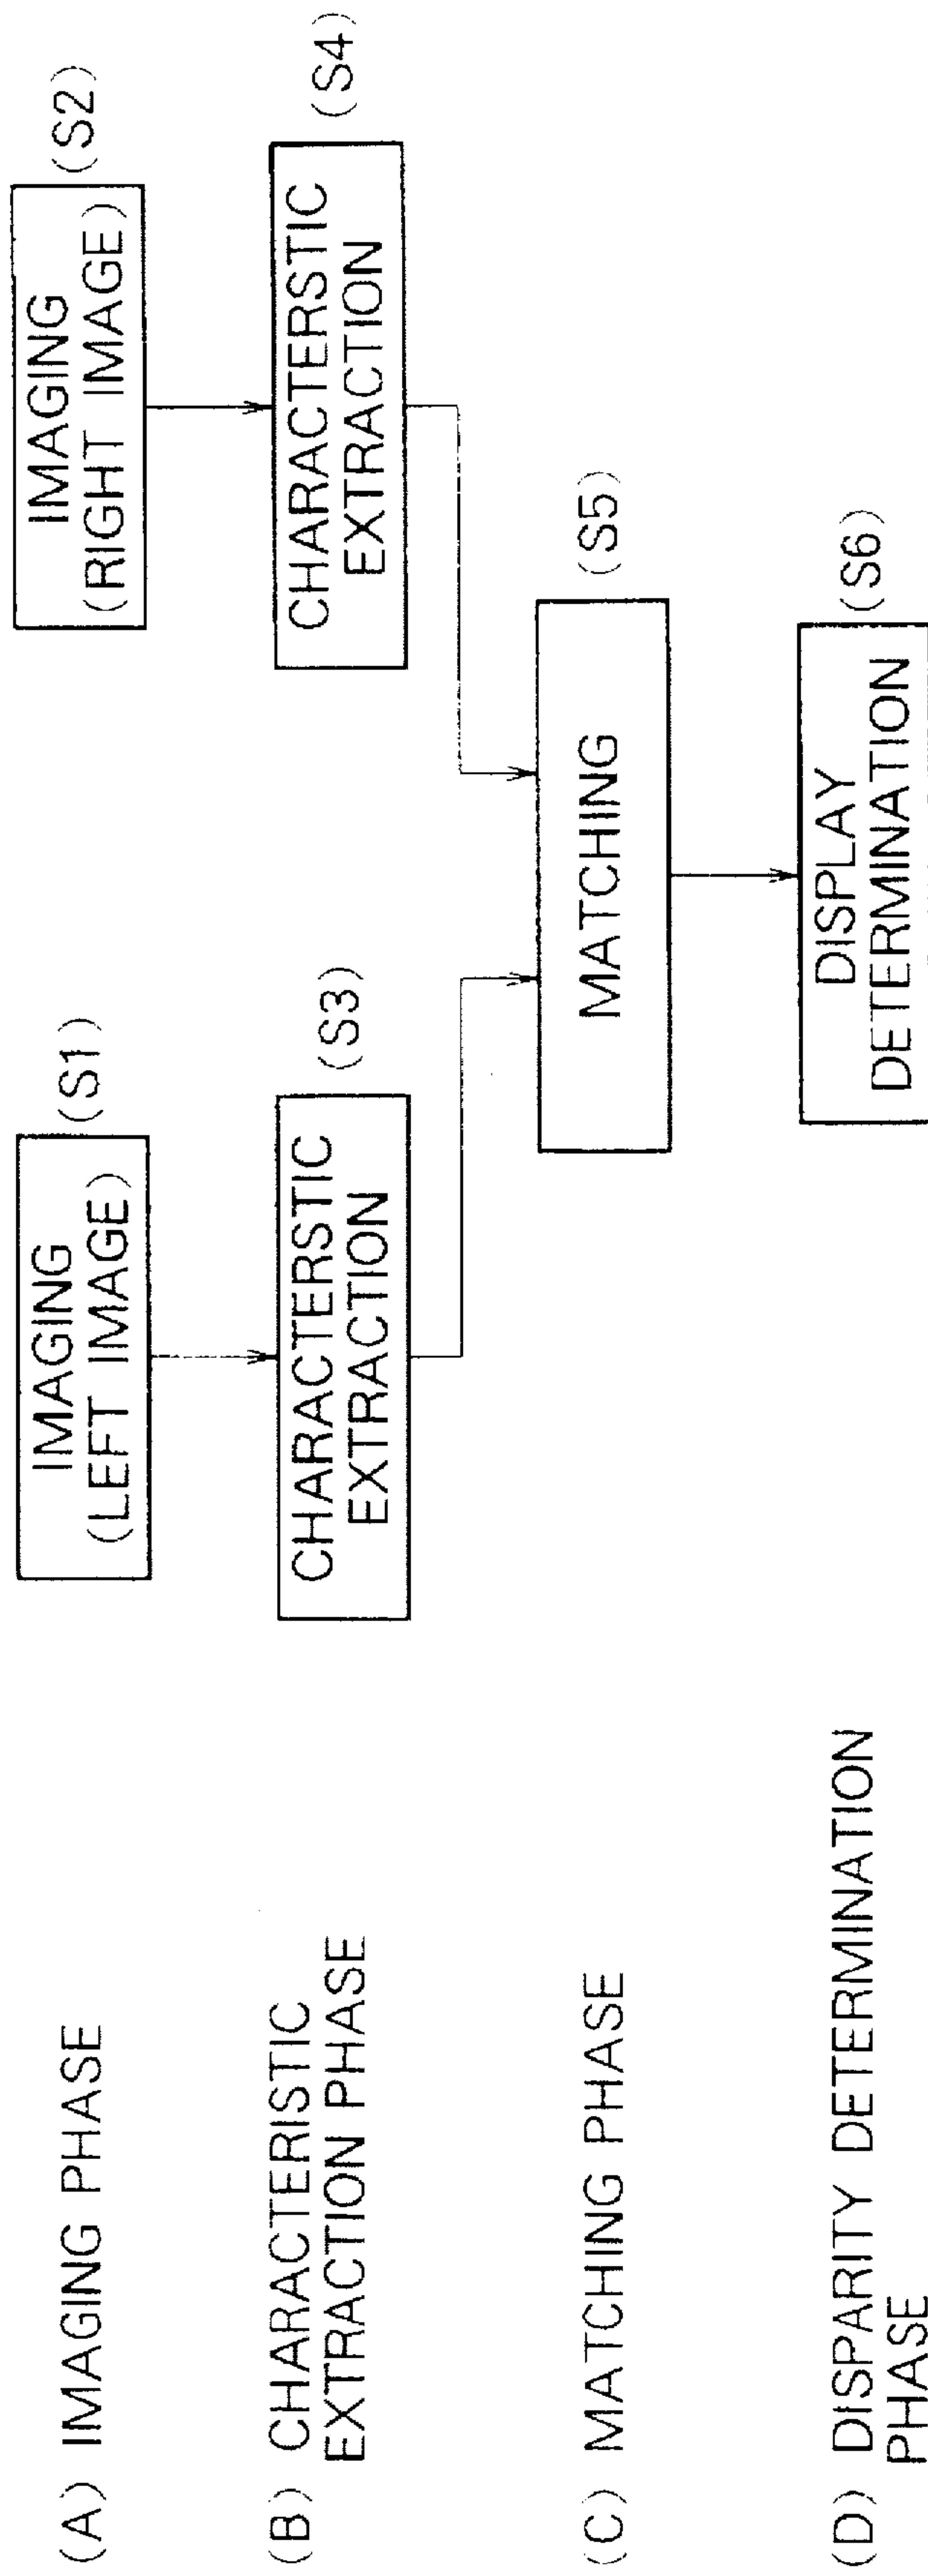 (A) IMAGING PHASE
IMAGING
(LEFT IMAGE)
(S1)
IMAGING
(RIGHT IMAGE)
(S2)
(B) CHARACTERISTIC
EXTRACTION PHASE
CHARACTERSTIC
EXTRACTION
(S3)
CHARACTERSTIC
EXTRACTION
(S4)
(C) MATCHING PHASE
MATCHING
(S5)
(D) DISPARITY DETERMINATION
PHASE
DISPLAY
DETERMINATION
(S6)